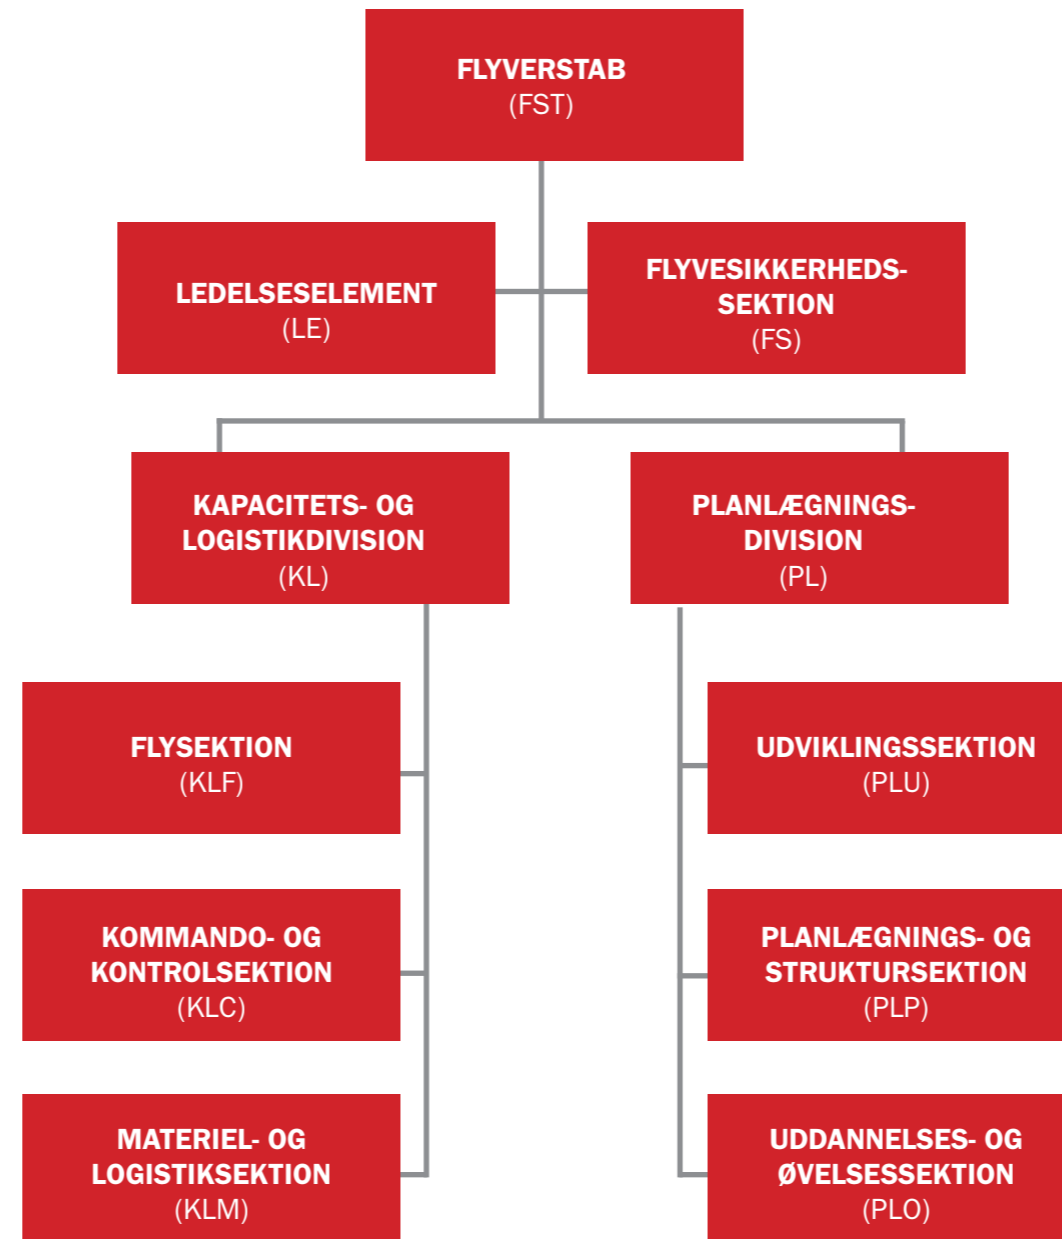 FLYVERSTAB
(FST)
LEDELSESELEMENT
(LE)
FLYVESIKKERHEDS-
SEKTION
(FS)
KAPACITETS- OG
LOGISTIKDIVISION
(KL)
PLANLÆGNINGS-
DIVISION
(PL)
FLYSEKTION
(KLF)
UDVIKLINGSSEKTION
(PLU)
KOMMANDO- OG
KONTROLSEKTION
(KLC)
PLANLÆGNINGS- OG
STRUKTURSEKTION
(PLP)
MATERIEL- OG
LOGISTIKSEKTION
(KLM)
UDDANNELSES- OG
ØVELSESSEKTION
(PLO)